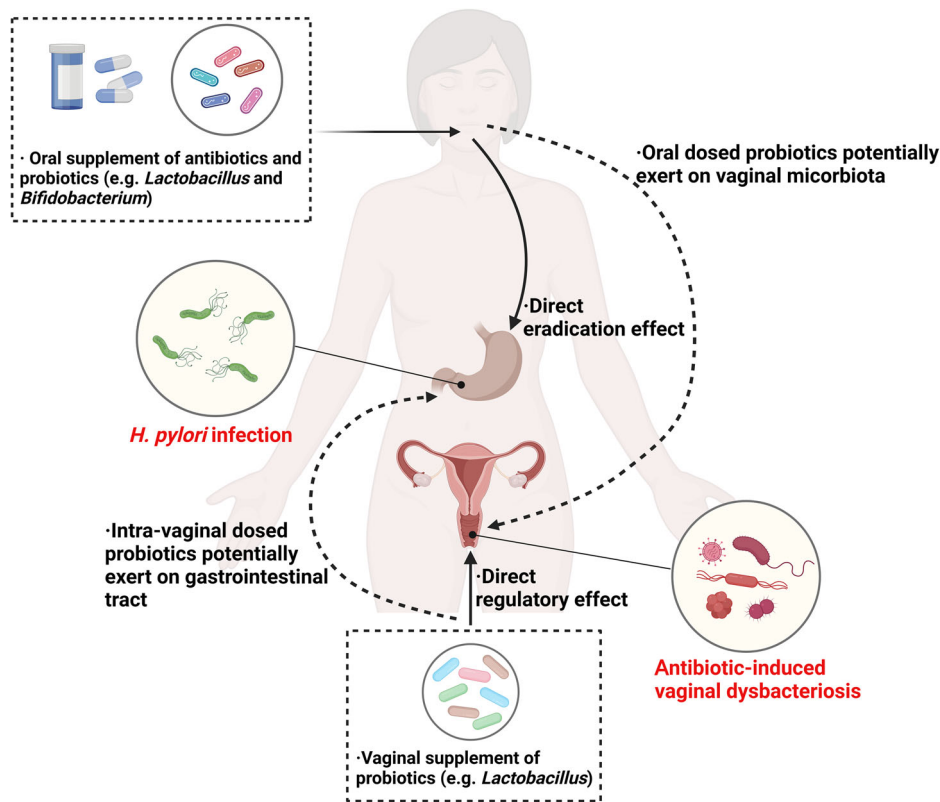 · Oral supplement of antibiotics and
probiotics (e.g. Lactobacillus and
Bifidobacterium)
·Oral dosed probiotics potentially
exert on vaginal micorbiota
·Direct
eradication effect
H. pylori infection
·Intra-vaginal dosed
probiotics potentially
exert on gastrointestinal
tract
·Direct
regulatory effect
Antibiotic-induced
vaginal dysbacteriosis
·Vaginal supplement of
probiotics (e.g. Lactobacillus)